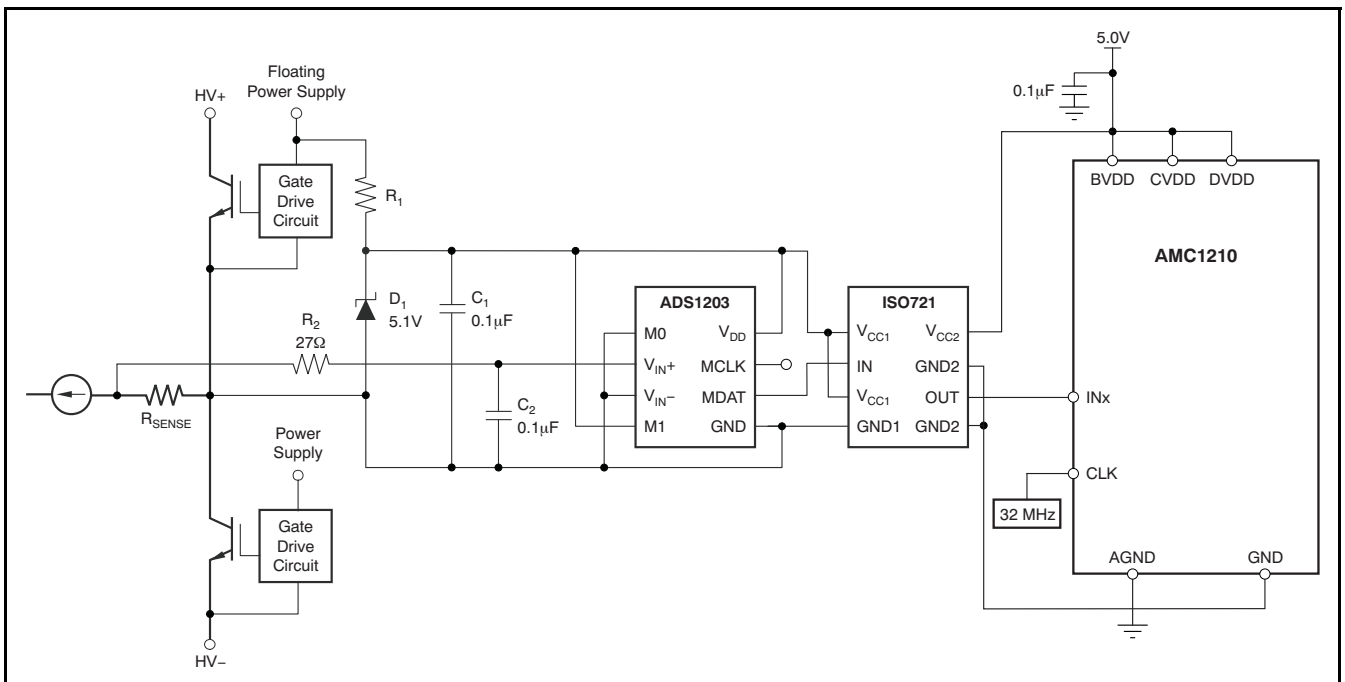 5.0V
0.1μF
Floating
Power Supply
HV+
Gate
Drive
Circuit
R1
BVDD CVDD DVDD
AMC1210
D1
5.1V
C1
0.1μF
ADS1203
M0 VDD
VIN+ MCLK
VIN– MDAT
M1 GND
ISO721
VCC1 VCC2
IN GND2
VCC1 OUT
GND1 GND2
R2
27Ω
C2
0.1μF
RSENSE
INx
CLK
32 MHz
Power
Supply
Gate
Drive
Circuit
AGND GND
HV–